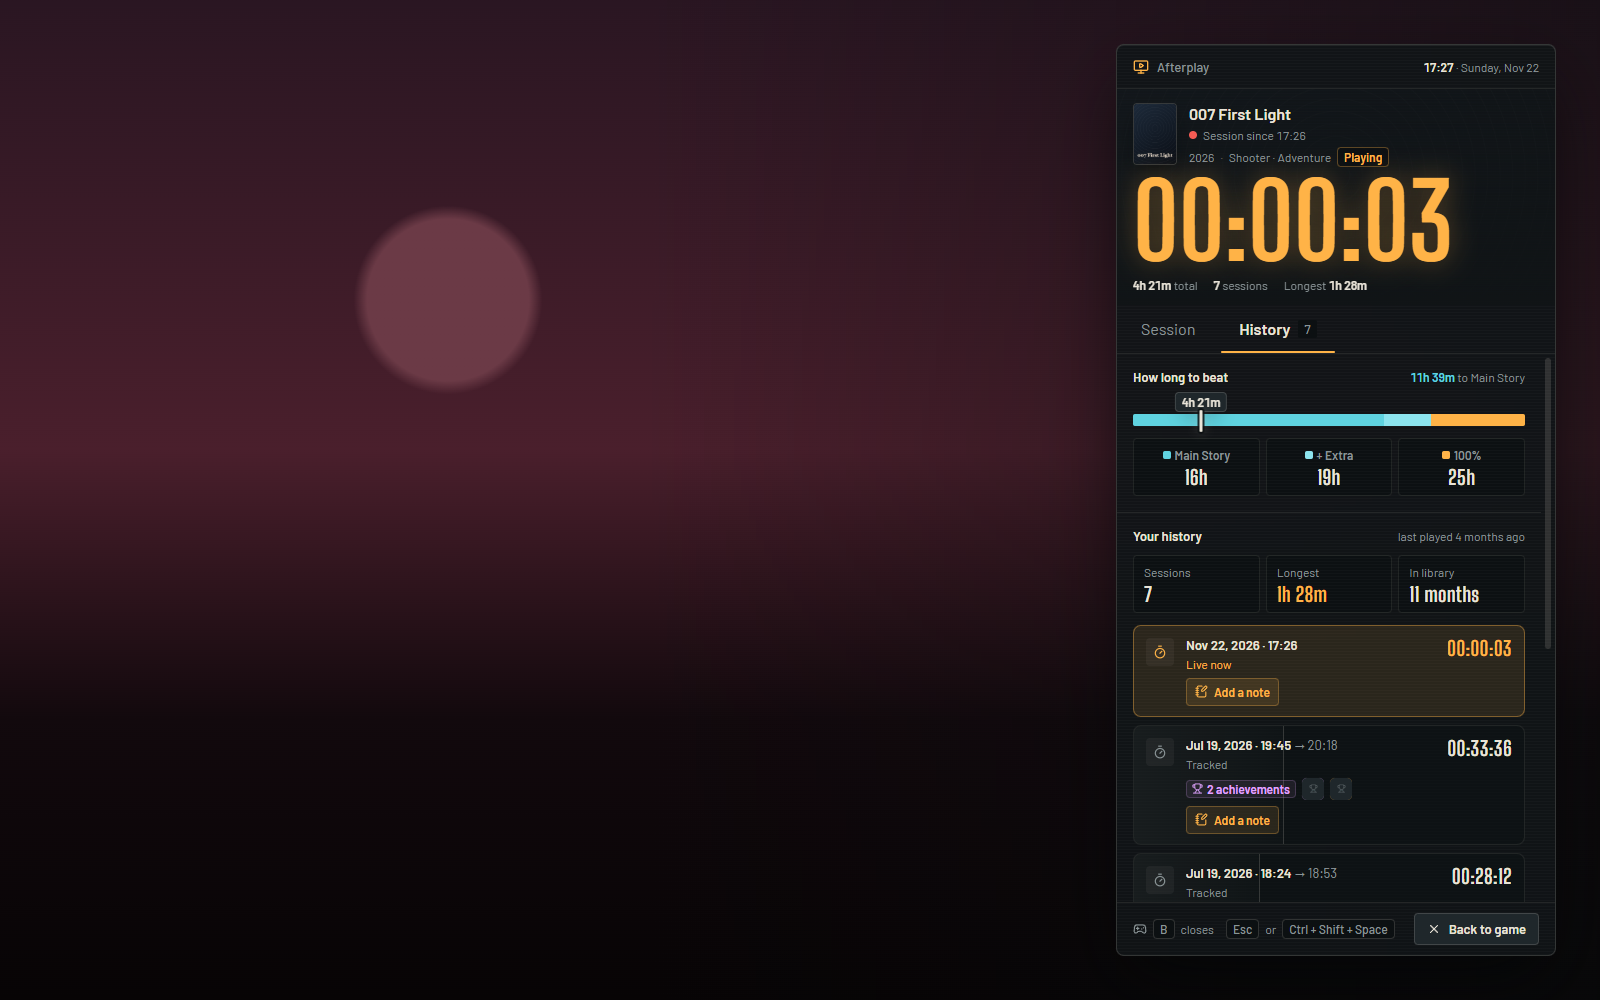 Afterplay
17:27 · Sunday, Nov 22
007 First Light
007 First Light
Session since 17:26
2026 · Shooter · Adventure Playing
00:00:03
4h 21m total 7 sessions Longest 1h 28m
Session History 7
How long to beat 11h 39m to Main Story
4h 21m
Main Story + Extra 100%
16h 19h 25h
Your history last played 4 months ago
Sessions Longest In library
7 1h 28m 11 months
Nov 22, 2026 · 17:26 00:00:03
Live now
Add a note
Jul 19, 2026 · 19:45 → 20:18 00:33:36
Tracked
2 achievements
Add a note
Jul 19, 2026 · 18:24 → 18:53 00:28:12
Tracked
B closes Esc or Ctrl + Shift + Space Back to game